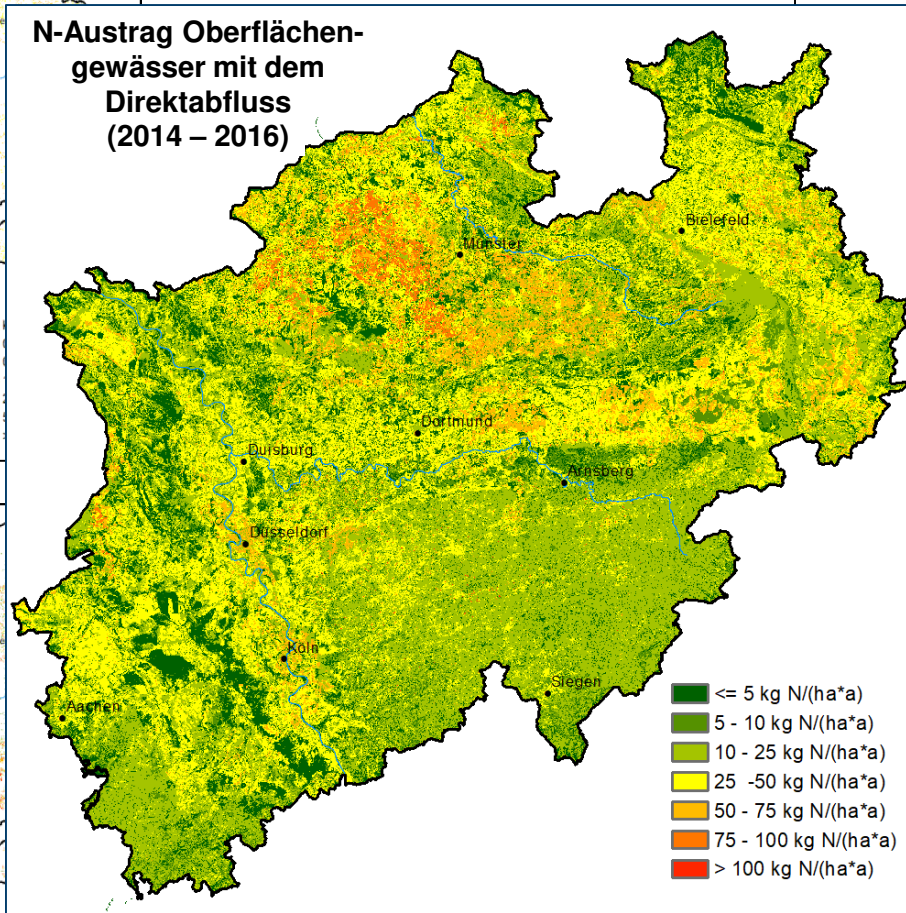 N-Austrag Oberflächen-
gewässer mit dem
Direktabfluss
(2014 – 2016)
Bielefeld
Münster
Dortmund
Duisburg
Arnsberg
Düsseldorf
Köln
Siegen
Aachen
<= 5 kg N/(ha*a)
5 - 10 kg N/(ha*a)
10 - 25 kg N/(ha*a)
25 -50 kg N/(ha*a)
50 - 75 kg N/(ha*a)
75 - 100 kg N/(ha*a)
> 100 kg N/(ha*a)